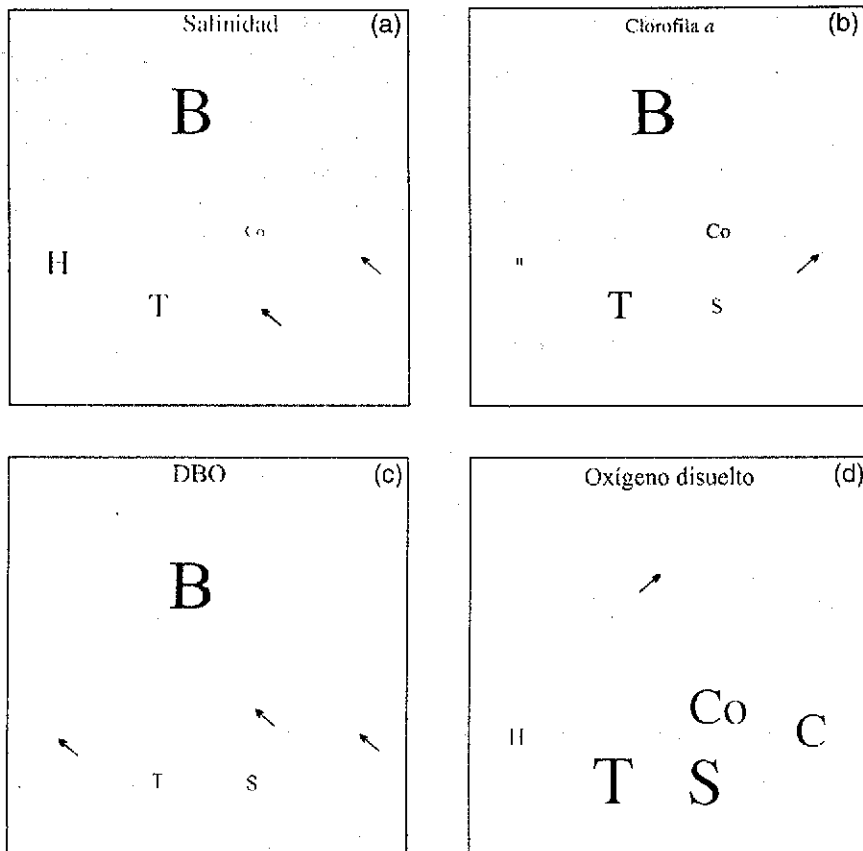 Salinidad (a)
B
Co
H
T
Clorofila a (b)
B
Co
H
T S
DBO (c)
B
T S
Oxígeno disuelto (d)
Co
H C
T S